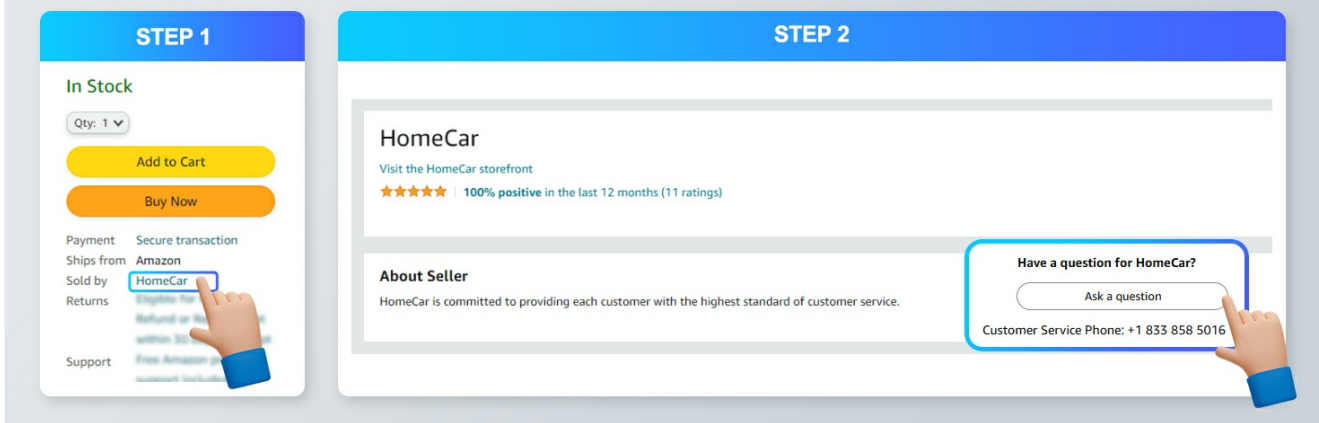 STEP 1
In Stock
Qty: 1
Add to Cart
Buy Now
Payment Secure transaction
Ships from Amazon
Sold by HomeCar
Returns
Support
STEP 2
HomeCar
Visit the HomeCar storefront
100% positive in the last 12 months (11 ratings)
About Seller
HomeCar is committed to providing each customer with the highest standard of customer service.
Have a question for HomeCar?
Ask a question
Customer Service Phone: +1 833 858 5016